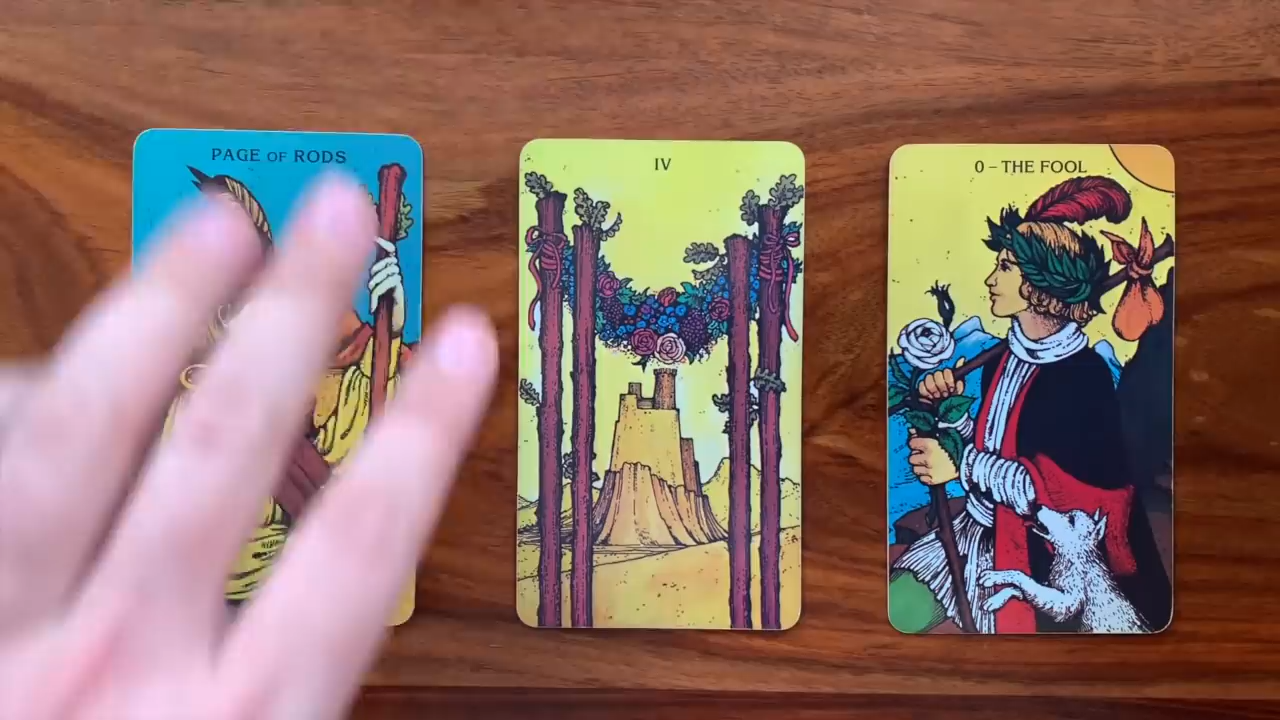 PAGE OF RODS
IV
0 – THE FOOL